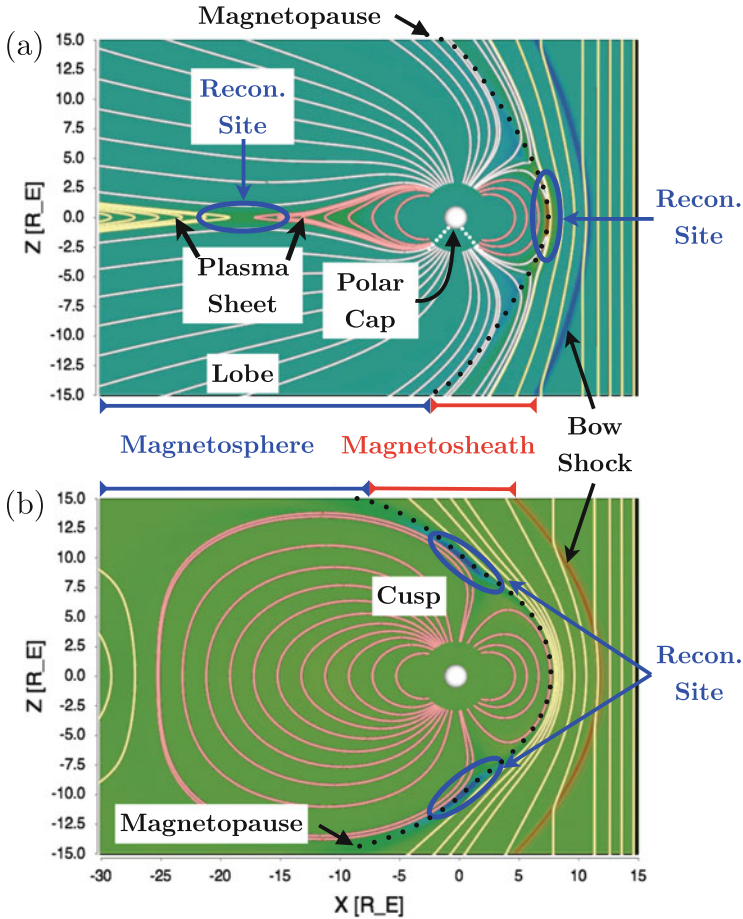 Magnetopause
(a)
15.0
12.5
10.0
7.5
5.0
2.5
0.0
-2.5
-5.0
-7.5
-10.0
-12.5
-15.0
Z [R_E]
Recon.
Site
Recon.
Site
Plasma
Sheet
Polar
Cap
Lobe
Bow
Shock
Magnetosphere
Magnetosheath
(b)
15.0
12.5
10.0
7.5
5.0
2.5
0.0
-2.5
-5.0
-7.5
-10.0
-12.5
-15.0
Z [R_E]
Cusp
Recon.
Site
Magnetopause
-30
-25
-20
-15
-10
-5
0
5
10
15
X [R_E]